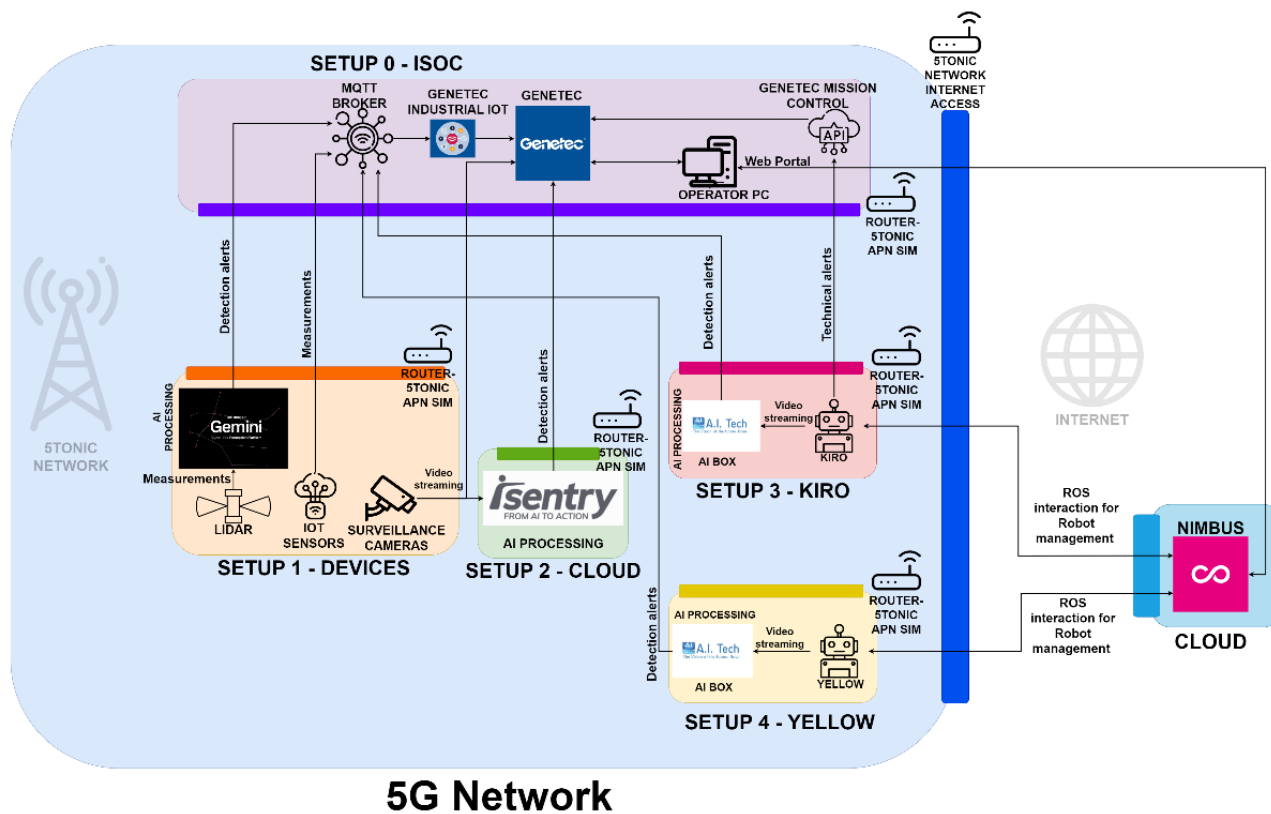 SETUP 0 - ISOC
MQTT
BROKER
GENETEC
INDUSTRIAL IOT
GENETEC
Genetec
GENETEC MISSION
CONTROL
API
Web Portal
OPERATOR PC
5TONIC
NETWORK
INTERNET
ACCESS
ROUTER-
5TONIC
APN SIM
Detection alerts
Measurements
Detection alerts
Detection alerts
Technical alerts
Detection alerts
5TONIC
NETWORK
ROUTER-
5TONIC
APN SIM
AI
PROCESSING
Gemini
Measurements
LIDAR
IOT
SENSORS
SURVEILLANCE
CAMERAS
Video
streaming
SETUP 1 - DEVICES
ROUTER-
5TONIC
APN SIM
isentry
FROM AI TO ACTION
AI PROCESSING
SETUP 2 - CLOUD
ROUTER-
5TONIC
APN SIM
AI PROCESSING
A.I. Tech
AI BOX
Video
streaming
KIRO
SETUP 3 - KIRO
ROUTER-
5TONIC
APN SIM
AI PROCESSING
A.I. Tech
AI BOX
Video
streaming
YELLOW
SETUP 4 - YELLOW
INTERNET
ROS
interaction for
Robot
management
ROS
interaction for
Robot
management
NIMBUS
CLOUD
5G Network